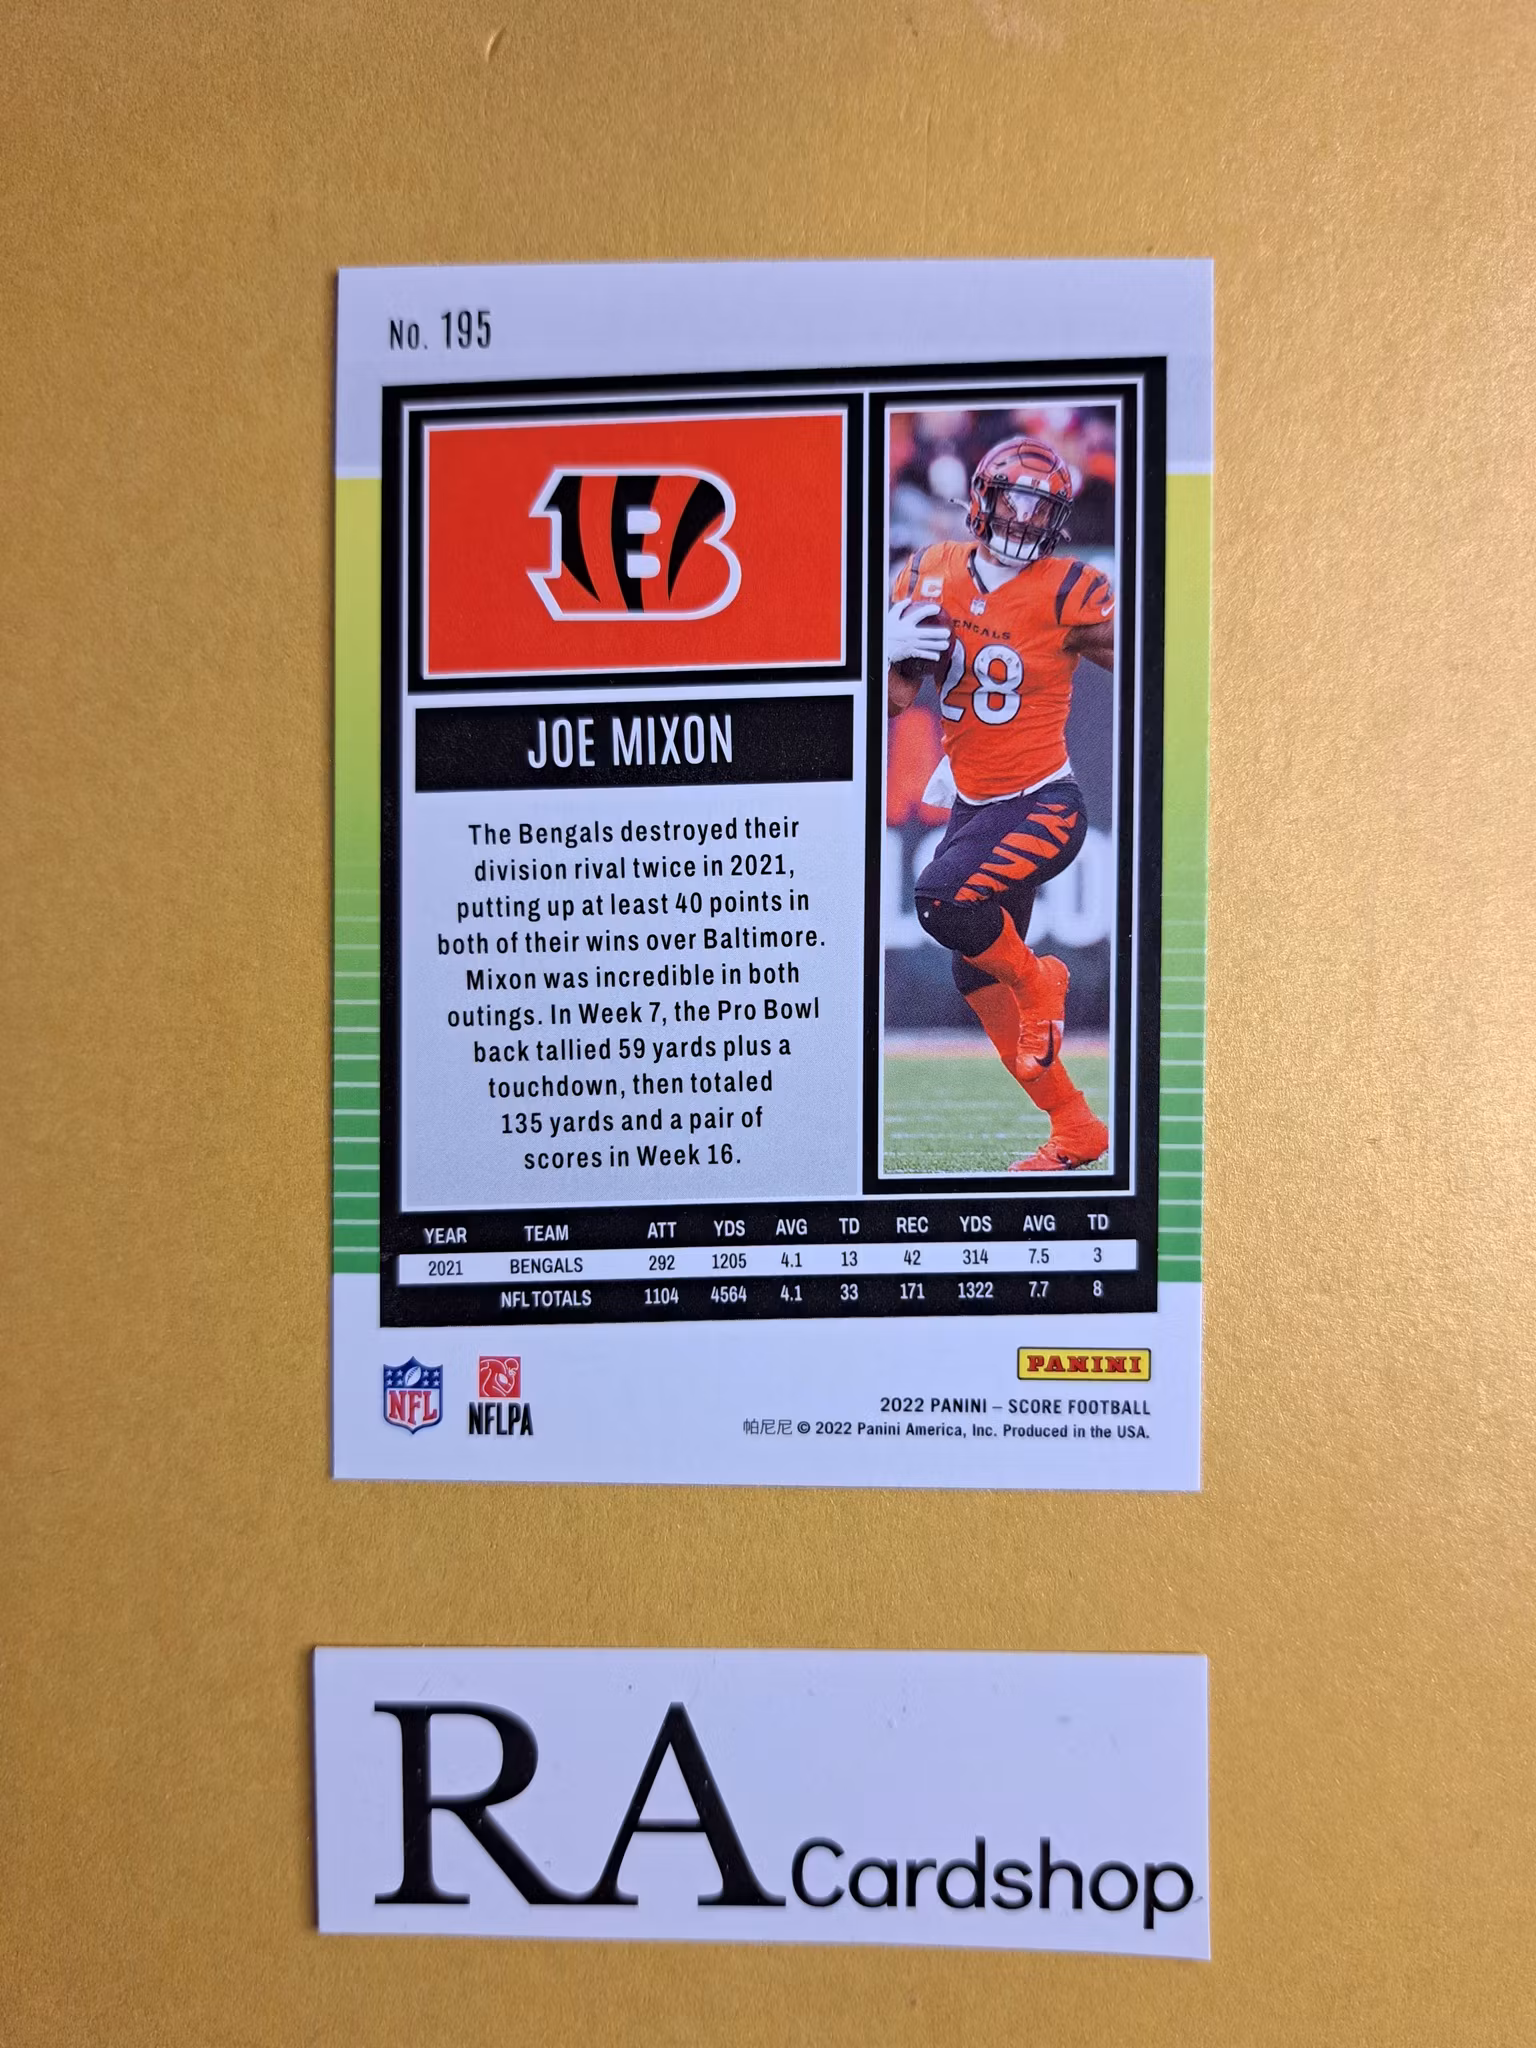 No. 195
B
JOE MIXON
The Bengals destroyed their
division rival twice in 2021,
putting up at least 40 points in
both of their wins over Baltimore.
Mixon was incredible in both
outings. In Week 7, the Pro Bowl
back tallied 59 yards plus a
touchdown, then totaled
135 yards and a pair of
scores in Week 16.
C
ENGALS
28
YEAR TEAM ATT YDS AVG TD REC YDS AVG TD
2021 BENGALS 292 1205 4.1 13 42 314 7.5 3
NFL TOTALS 1104 4564 4.1 33 171 1322 7.7 8
NFL
NFLPA
PANINI
2022 PANINI – SCORE FOOTBALL
帕尼尼 © 2022 Panini America, Inc. Produced in the USA.
RA Cardshop